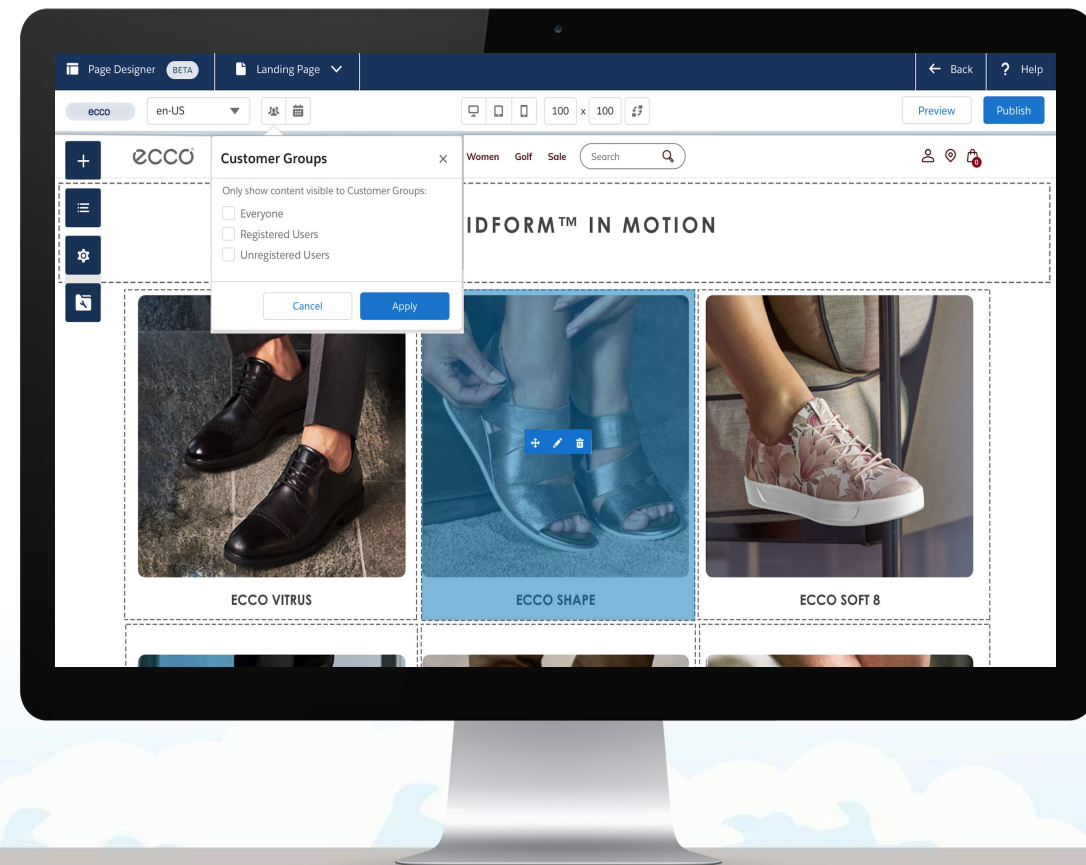 Page Designer BETA Landing Page ← Back ? Help
ecco en-US 100 x 100 Preview Publish
ecco Women Golf Sale Search 0
Customer Groups ×
Only show content visible to Customer Groups:
Everyone
Registered Users
Unregistered Users
Cancel Apply
IDFORM™ IN MOTION
ECCO VITRUS ECCO SHAPE ECCO SOFT 8